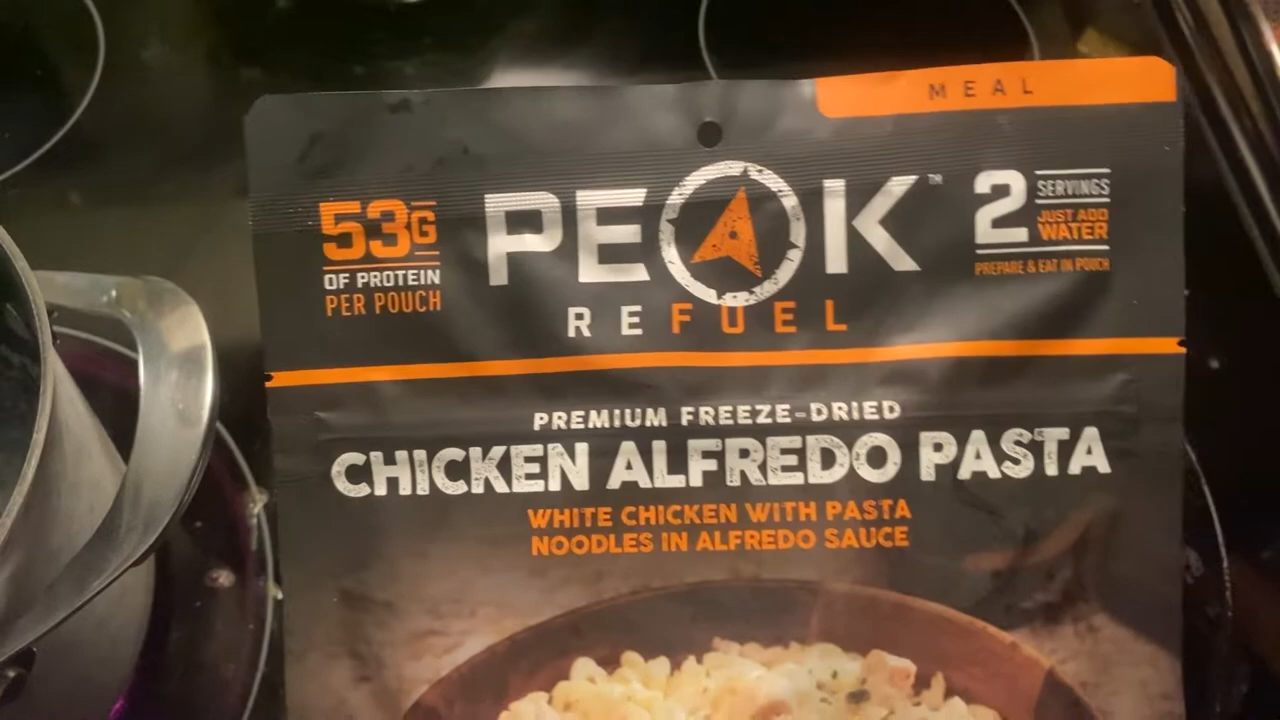 MEAL
53G
OF PROTEIN
PER POUCH
PEAK™
REFUEL
2 SERVINGS
JUST ADD
WATER
PREPARE & EAT IN POUCH
PREMIUM FREEZE-DRIED
CHICKEN ALFREDO PASTA
WHITE CHICKEN WITH PASTA
NOODLES IN ALFREDO SAUCE